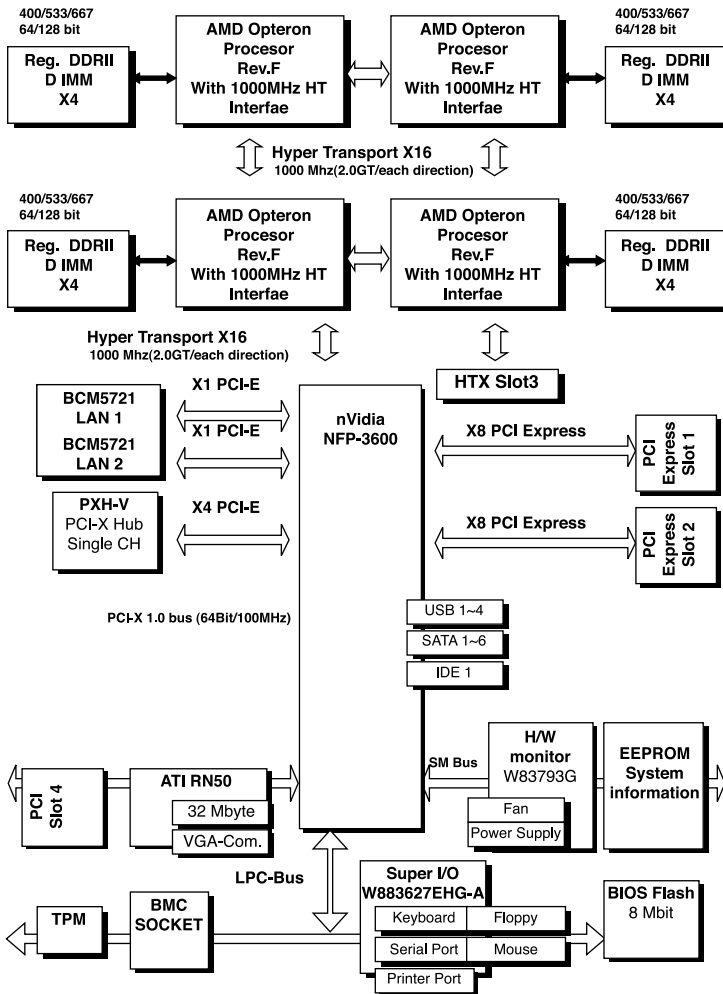 400/533/667
64/128 bit
Reg. DDRII
D IMM
X4
AMD Opteron
Procesor
Rev.F
With 1000MHz HT
Interfae
AMD Opteron
Procesor
Rev.F
With 1000MHz HT
Interfae
400/533/667
64/128 bit
Reg. DDRII
D IMM
X4
Hyper Transport X16
1000 Mhz(2.0GT/each direction)
400/533/667
64/128 bit
Reg. DDRII
D IMM
X4
AMD Opteron
Procesor
Rev.F
With 1000MHz HT
Interfae
AMD Opteron
Procesor
Rev.F
With 1000MHz HT
Interfae
400/533/667
64/128 bit
Reg. DDRII
D IMM
X4
Hyper Transport X16
1000 Mhz(2.0GT/each direction)
HTX Slot3
nVidia
NFP-3600
BCM5721
LAN 1
BCM5721
LAN 2
X1 PCI-E
X1 PCI-E
PXH-V
PCI-X Hub
Single CH
X4 PCI-E
X8 PCI Express
PCI
Express
Slot 1
X8 PCI Express
PCI
Express
Slot 2
PCI-X 1.0 bus (64Bit/100MHz)
USB 1~4
SATA 1~6
IDE 1
PCI
Slot 4
ATI RN50
32 Mbyte
VGA-Com.
SM Bus
H/W
monitor
W83793G
Fan
Power Supply
EEPROM
System
information
LPC-Bus
TPM
BMC
SOCKET
Super I/O
W883627EHG-A
Keyboard
Floppy
Serial Port
Mouse
Printer Port
BIOS Flash
8 Mbit